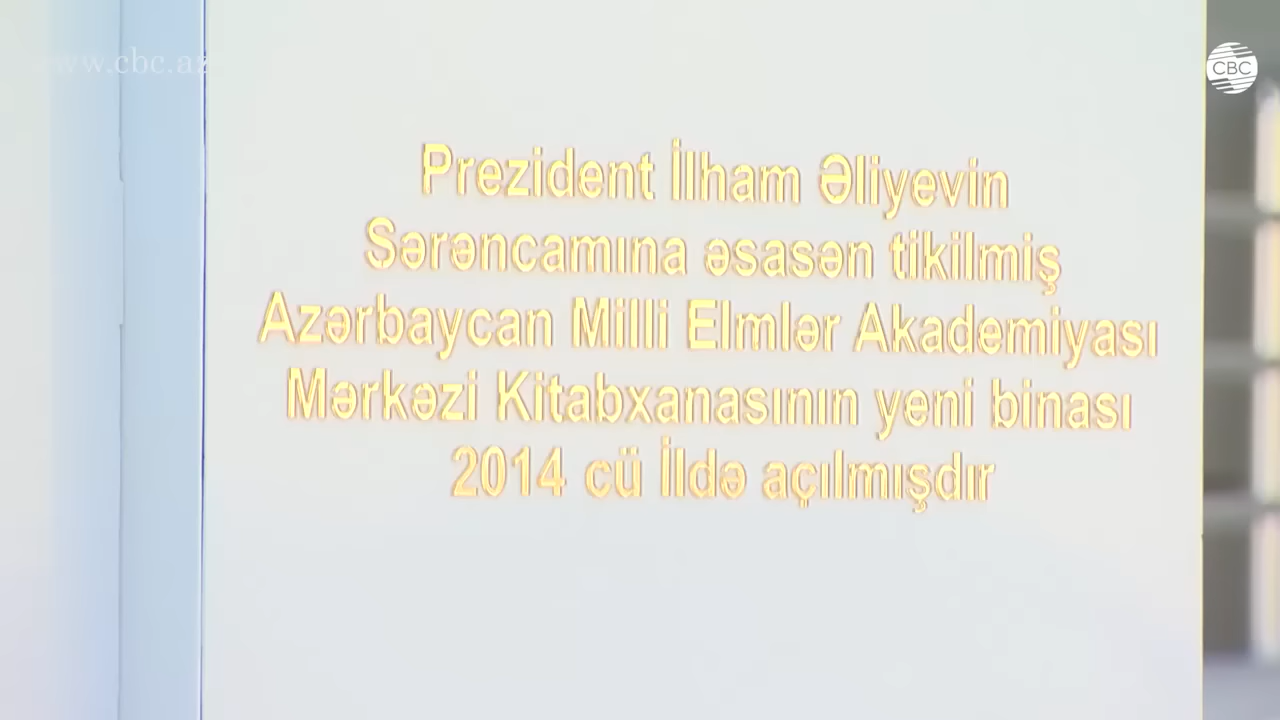 www.cbc.az
CBC
Prezident İlham Əliyevin
Sərəncamına əsasən tikilmiş
Azərbaycan Milli Elmlər Akademiyası
Mərkəzi Kitabxanasının yeni binası
2014 cü İldə açılmışdır